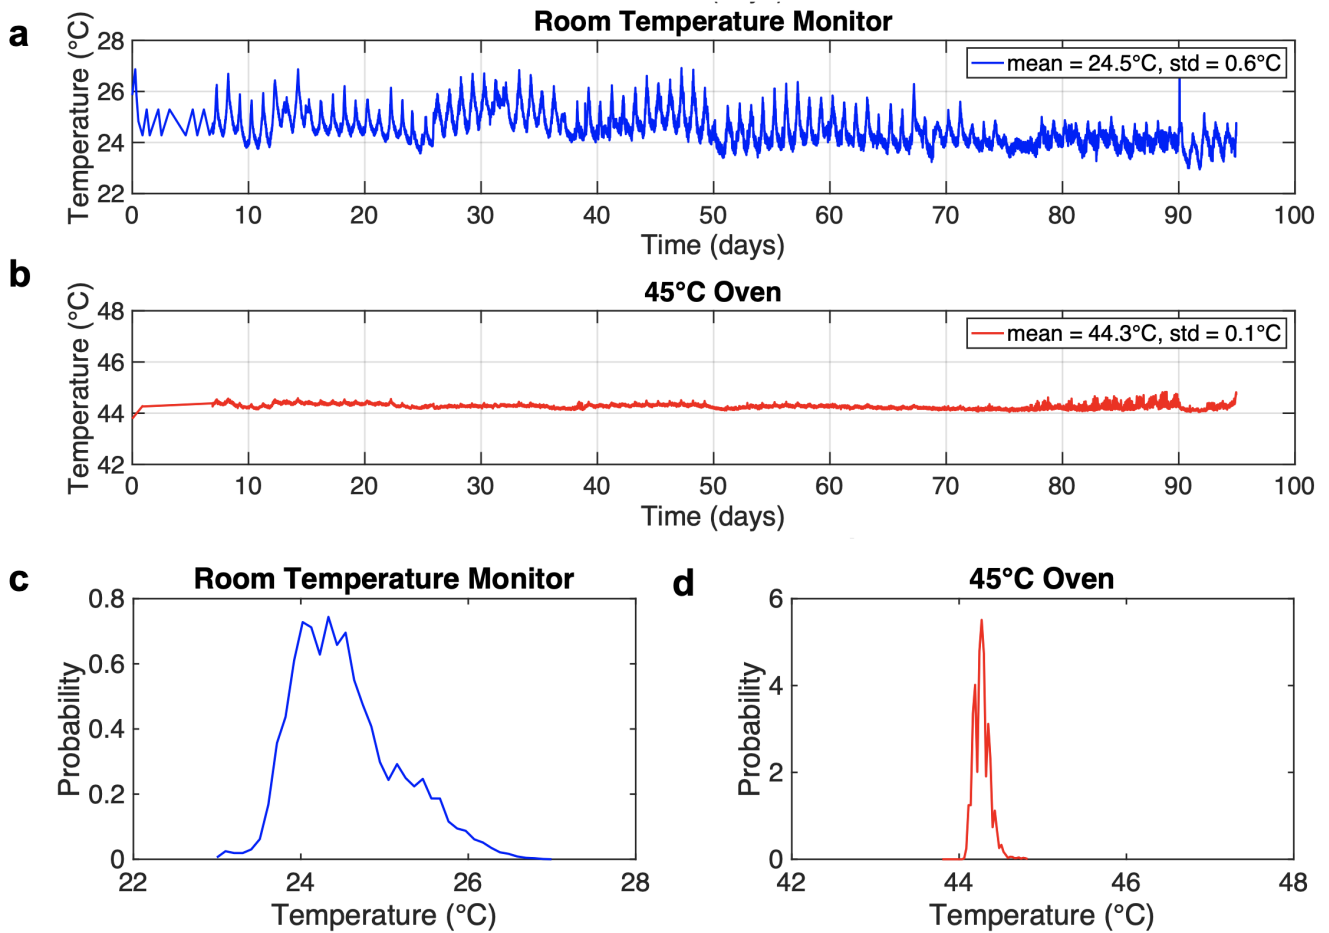 a
Room Temperature Monitor
Temperature (°C)
28
26
24
22
mean = 24.5°C, std = 0.6°C
0 10 20 30 40 50 60 70 80 90 100
Time (days)
b
45°C Oven
Temperature (°C)
48
46
44
42
mean = 44.3°C, std = 0.1°C
0 10 20 30 40 50 60 70 80 90 100
Time (days)
c
Room Temperature Monitor
Probability
0.8
0.6
0.4
0.2
0
22 24 26 28
Temperature (°C)
d
45°C Oven
Probability
6
4
2
0
42 44 46 48
Temperature (°C)